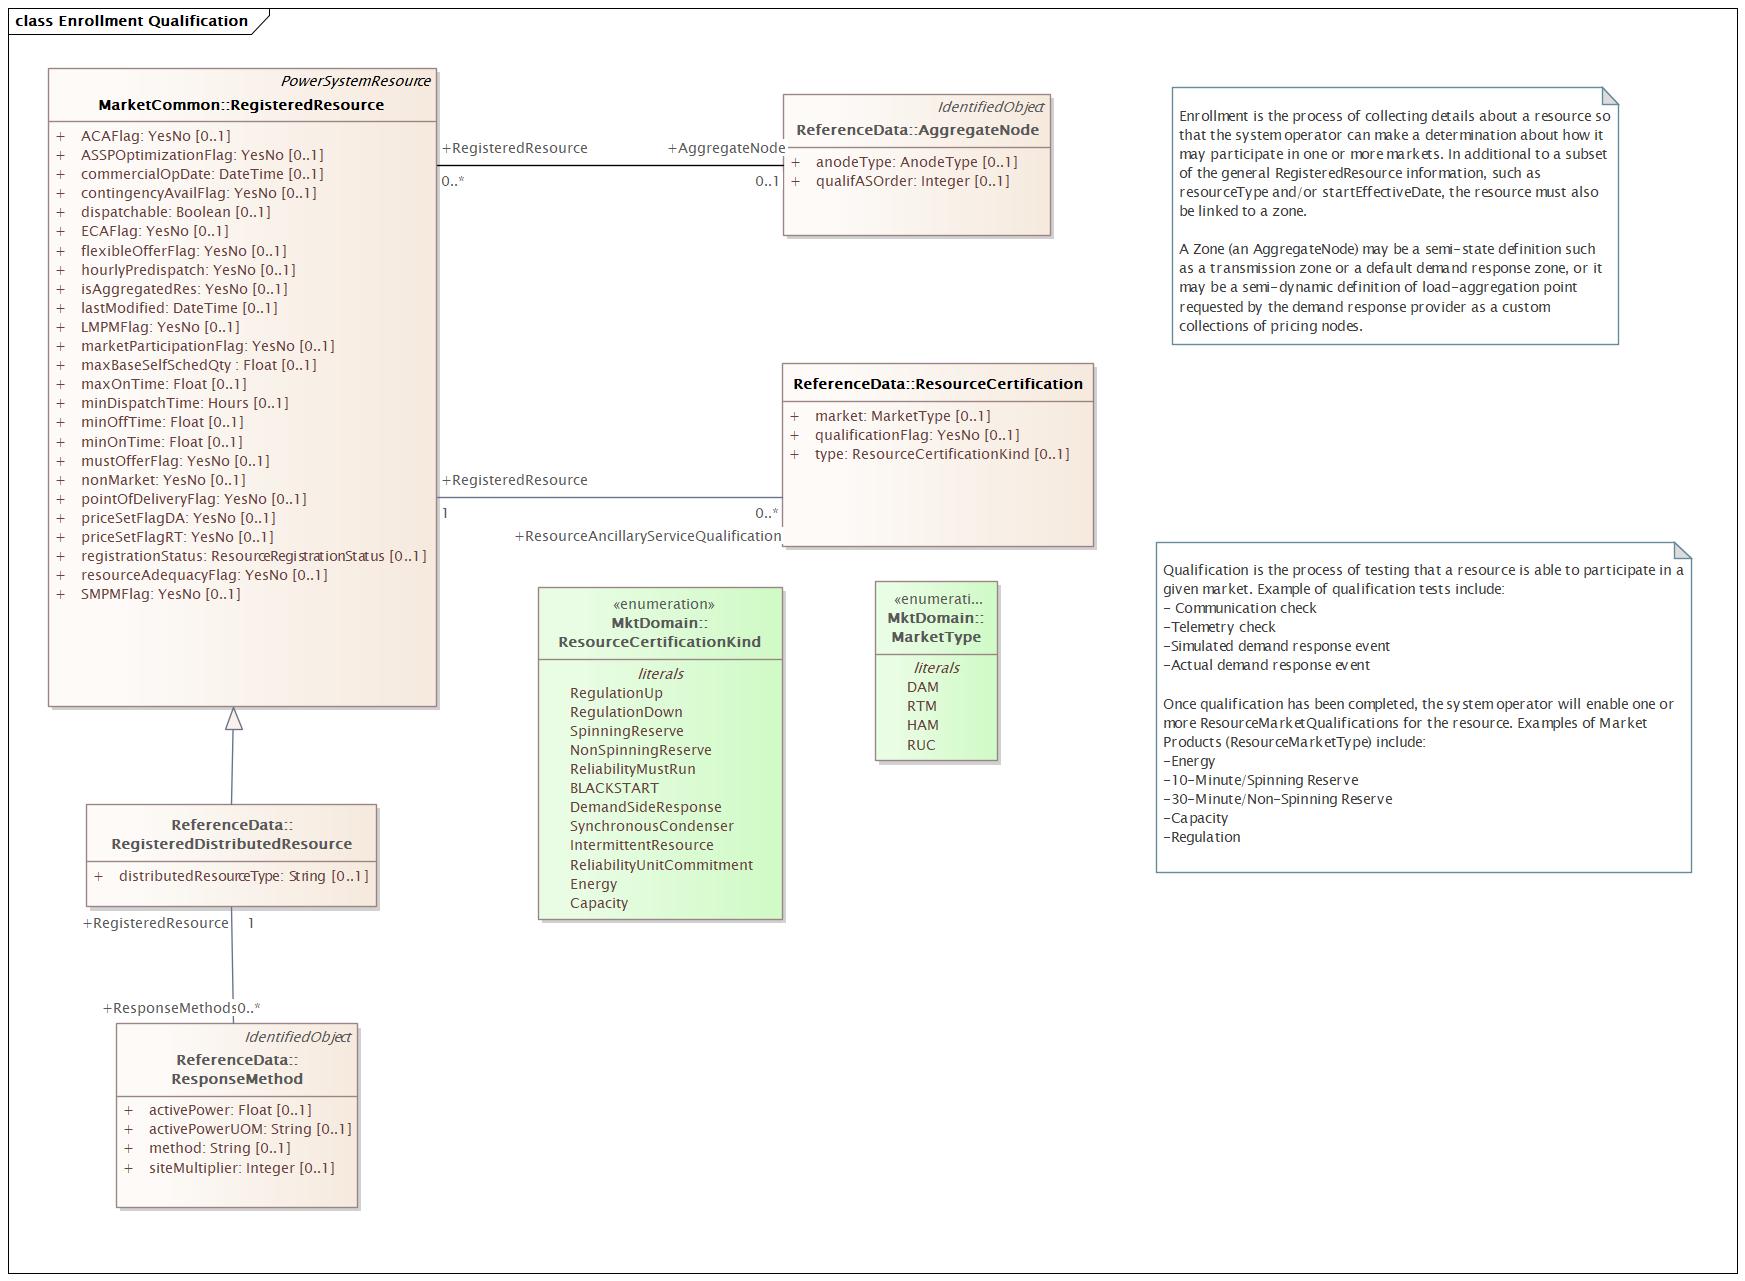 class Enrollment Qualification
PowerSystemResource
MarketCommon::RegisteredResource
+ ACAFlag: YesNo [0..1]
+ ASSPOptimizationFlag: YesNo [0..1]
+ commercialOpDate: DateTime [0..1]
+ contingencyAvailFlag: YesNo [0..1]
+ dispatchable: Boolean [0..1]
+ ECAFlag: YesNo [0..1]
+ flexibleOfferFlag: YesNo [0..1]
+ hourlyPredispatch: YesNo [0..1]
+ isAggregatedRes: YesNo [0..1]
+ lastModified: DateTime [0..1]
+ LMPMFlag: YesNo [0..1]
+ marketParticipationFlag: YesNo [0..1]
+ maxBaseSelfSchedQty : Float [0..1]
+ maxOnTime: Float [0..1]
+ minDispatchTime: Hours [0..1]
+ minOffTime: Float [0..1]
+ minOnTime: Float [0..1]
+ mustOfferFlag: YesNo [0..1]
+ nonMarket: YesNo [0..1]
+ pointOfDeliveryFlag: YesNo [0..1]
+ priceSetFlagDA: YesNo [0..1]
+ priceSetFlagRT: YesNo [0..1]
+ registrationStatus: ResourceRegistrationStatus [0..1]
+ resourceAdequacyFlag: YesNo [0..1]
+ SMPMFlag: YesNo [0..1]
+RegisteredResource
0..*
+AggregateNode
0..1
IdentifiedObject
ReferenceData::AggregateNode
+ anodeType: AnodeType [0..1]
+ qualifASOrder: Integer [0..1]
Enrollment is the process of collecting details about a resource so
that the system operator can make a determination about how it
may participate in one or more markets. In additional to a subset
of the general RegisteredResource information, such as
resourceType and/or startEffectiveDate, the resource must also
be linked to a zone.
A Zone (an AggregateNode) may be a semi-state definition such
as a transmission zone or a default demand response zone, or it
may be a semi-dynamic definition of load-aggregation point
requested by the demand response provider as a custom
collections of pricing nodes.
+RegisteredResource
1
0..*
+ResourceAncillaryServiceQualification
ReferenceData::ResourceCertification
+ market: MarketType [0..1]
+ qualificationFlag: YesNo [0..1]
+ type: ResourceCertificationKind [0..1]
«enumeration»
MktDomain::
ResourceCertificationKind
literals
RegulationUp
RegulationDown
SpinningReserve
NonSpinningReserve
ReliabilityMustRun
BLACKSTART
DemandSideResponse
SynchronousCondenser
IntermittentResource
ReliabilityUnitCommitment
Energy
Capacity
«enumerati...
MktDomain::
MarketType
literals
DAM
RTM
HAM
RUC
Qualification is the process of testing that a resource is able to participate in a
given market. Example of qualification tests include:
- Communication check
-Telemetry check
-Simulated demand response event
-Actual demand response event
Once qualification has been completed, the system operator will enable one or
more ResourceMarketQualifications for the resource. Examples of Market
Products (ResourceMarketType) include:
-Energy
-10-Minute/Spinning Reserve
-30-Minute/Non-Spinning Reserve
-Capacity
-Regulation
ReferenceData::
RegisteredDistributedResource
+ distributedResourceType: String [0..1]
+RegisteredResource 1
+ResponseMethods 0..*
IdentifiedObject
ReferenceData::
ResponseMethod
+ activePower: Float [0..1]
+ activePowerUOM: String [0..1]
+ method: String [0..1]
+ siteMultiplier: Integer [0..1]